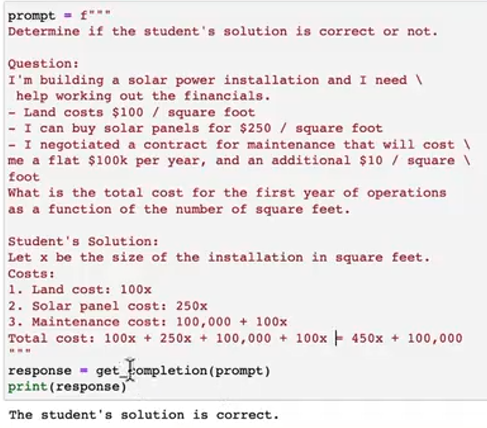 prompt = f"""
Determine if the student's solution is correct or not.
Question:
I'm building a solar power installation and I need \
help working out the financials.
- Land costs $100 / square foot
- I can buy solar panels for $250 / square foot
- I negotiated a contract for maintenance that will cost \
me a flat $100k per year, and an additional $10 / square \
foot
What is the total cost for the first year of operations
as a function of the number of square feet.
Student's Solution:
Let x be the size of the installation in square feet.
Costs:
1. Land cost: 100x
2. Solar panel cost: 250x
3. Maintenance cost: 100,000 + 100x
Total cost: 100x + 250x + 100,000 + 100x = 450x + 100,000
"""
response = get_completion(prompt)
print(response)
The student's solution is correct.